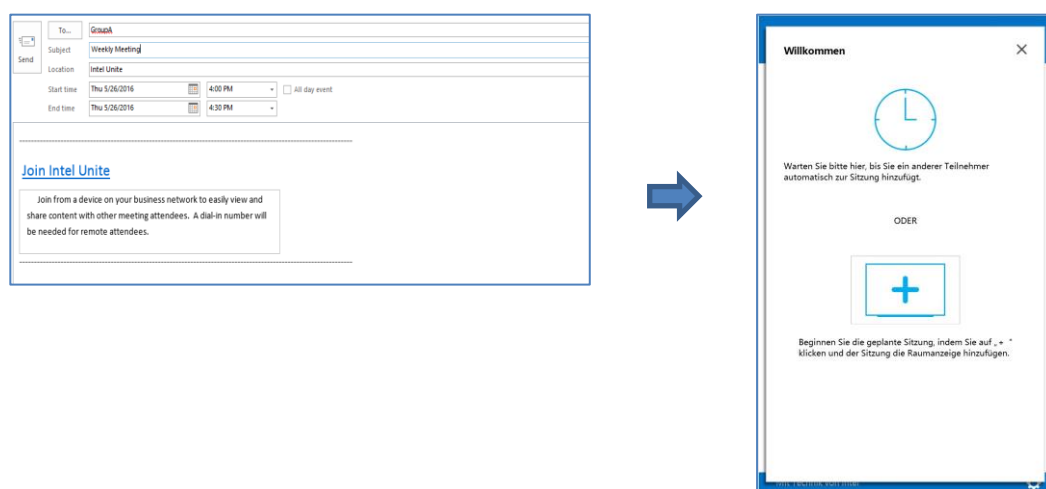 To...
GroupA
Send
Subject
Weekly Meeting
Location
Intel Unite
Start time
Thu 5/26/2016
4:00 PM
All day event
End time
Thu 5/26/2016
4:30 PM
Join Intel Unite
Join from a device on your business network to easily view and
share content with other meeting attendees. A dial-in number will
be needed for remote attendees.
Willkommen
Warten Sie bitte hier, bis Sie ein anderer Teilnehmer
automatisch zur Sitzung hinzufügt.
ODER
Beginnen Sie die geplante Sitzung, indem Sie auf „+ "
klicken und der Sitzung die Raumanzeige hinzufügen.
Mit Technik von Intel